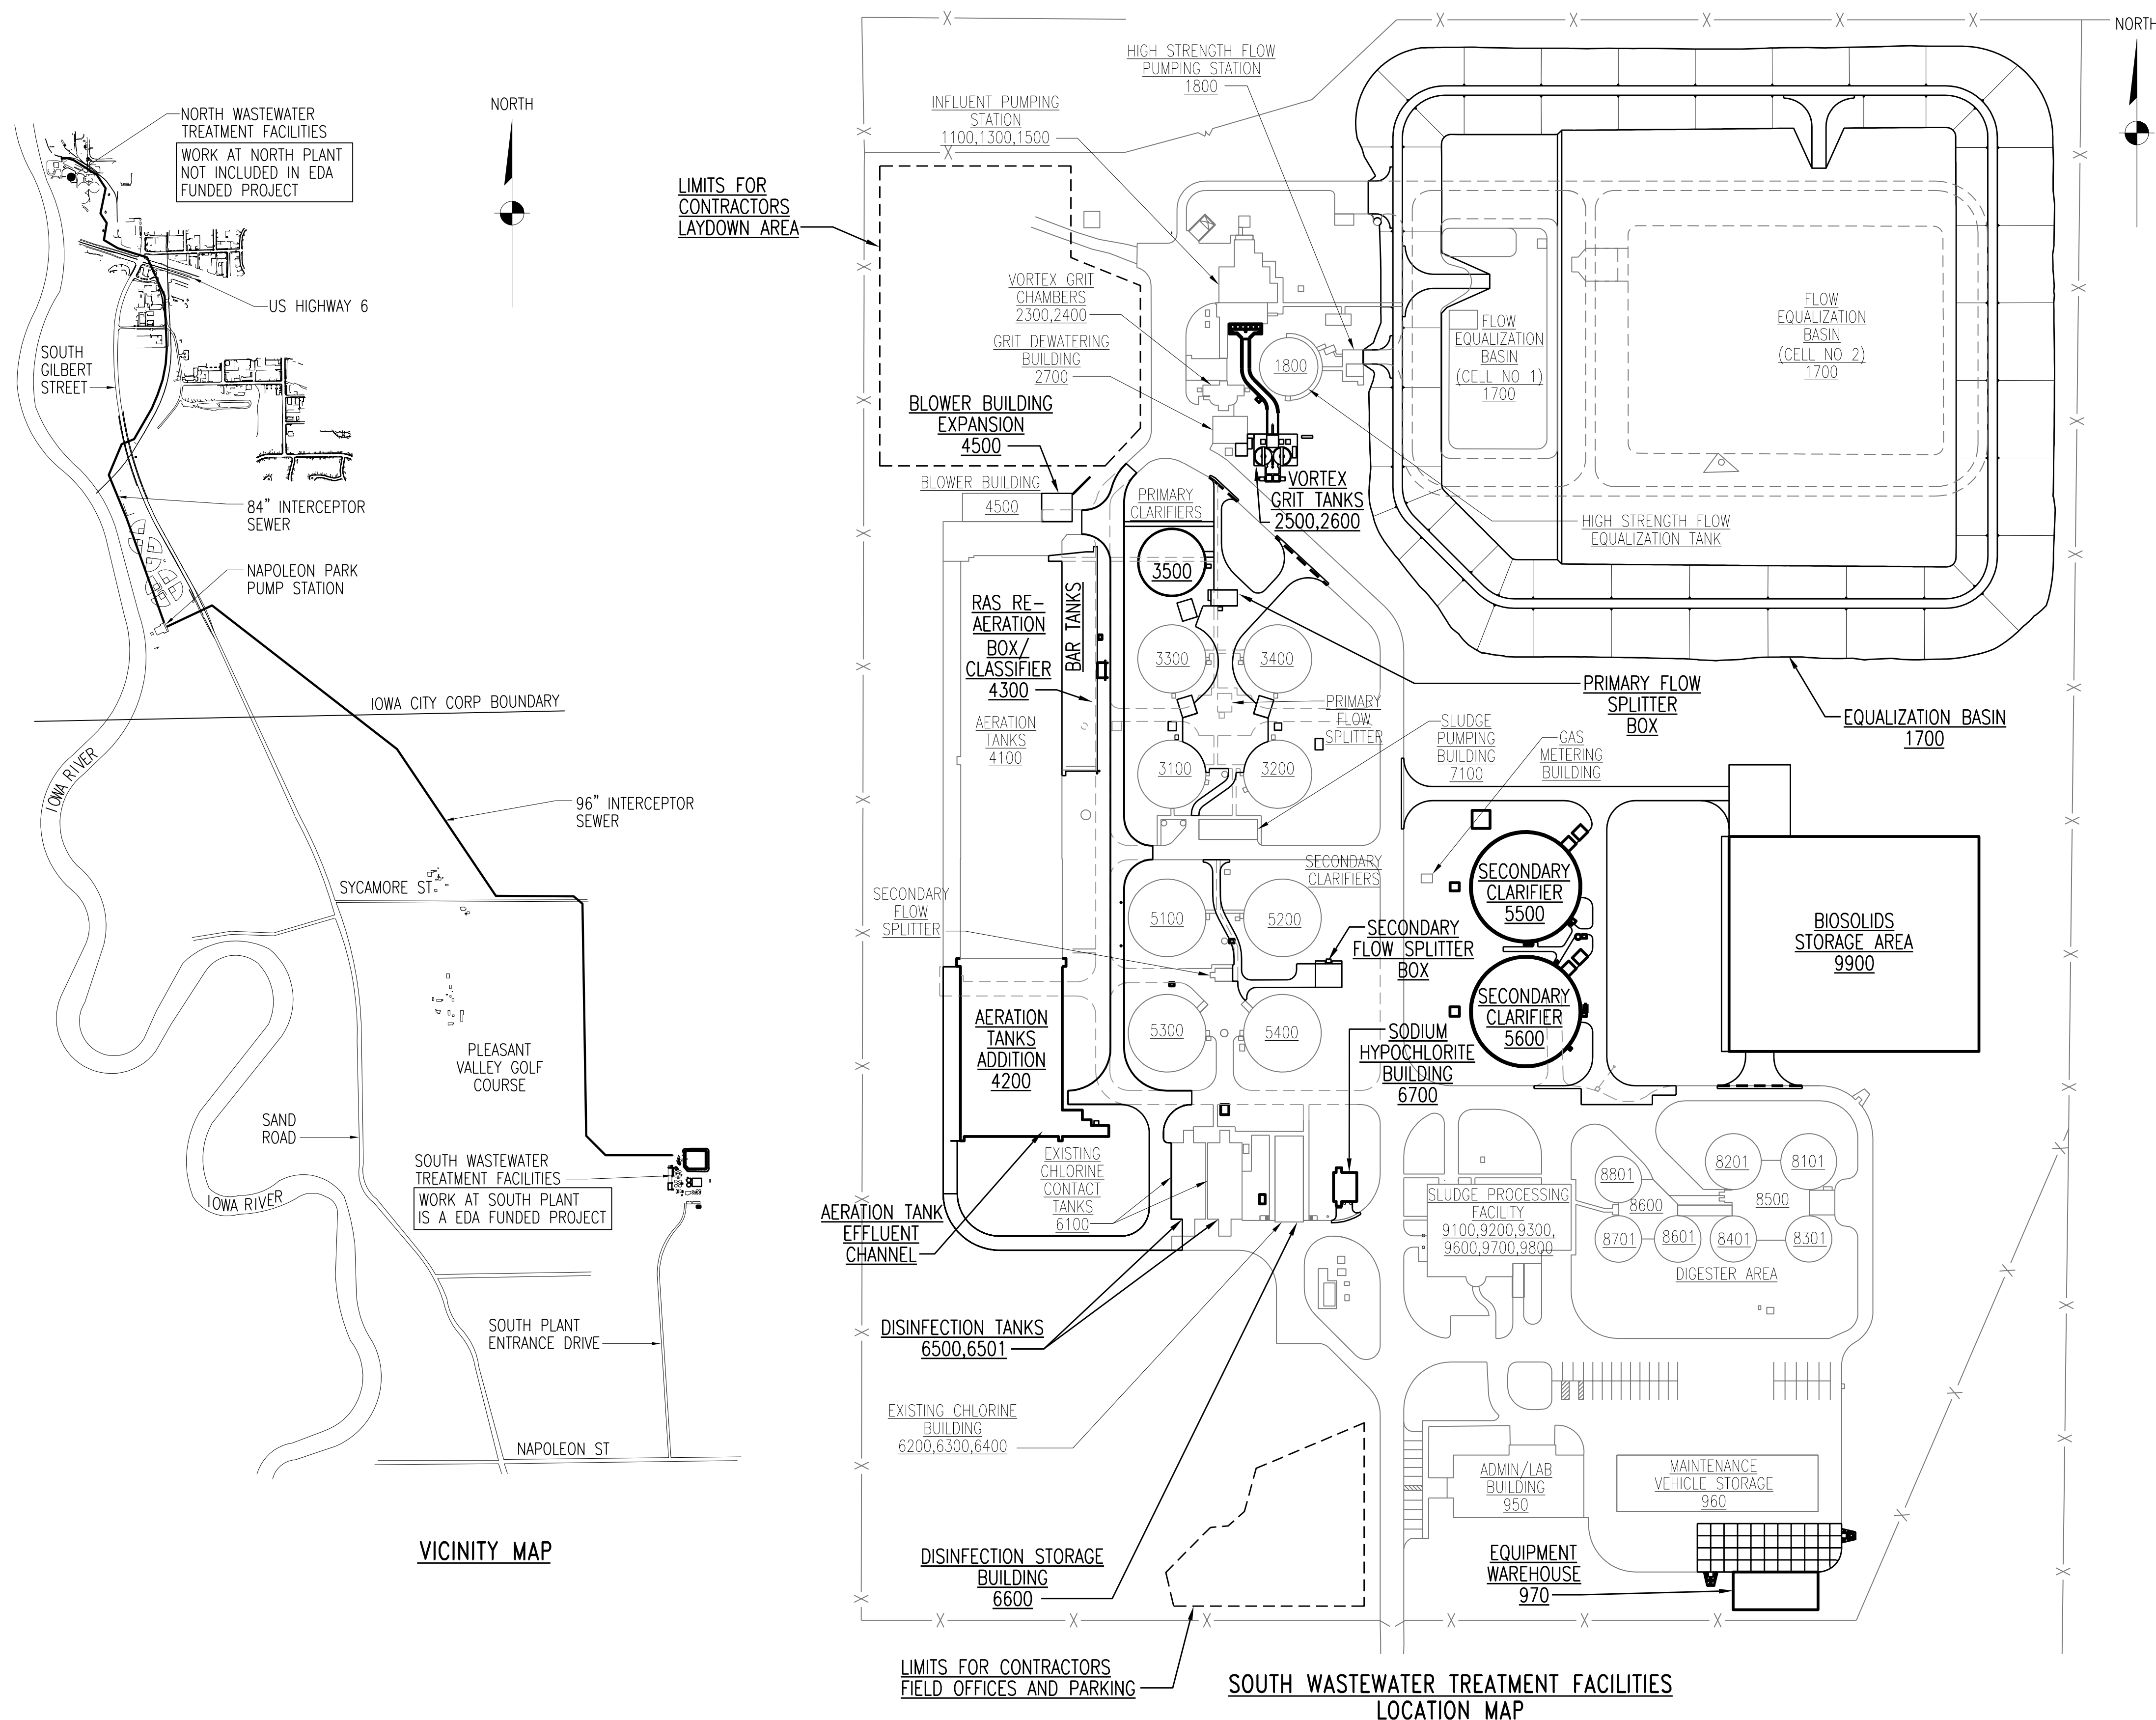 NORTH WASTEWATER
TREATMENT FACILITIES
WORK AT NORTH PLANT
NOT INCLUDED IN EDA
FUNDED PROJECT
NORTH
US HIGHWAY 6
SOUTH
GILBERT
STREET
84" INTERCEPTOR
SEWER
NAPOLEON PARK
PUMP STATION
IOWA CITY CORP BOUNDARY
IOWA RIVER
96" INTERCEPTOR
SEWER
SYCAMORE ST.
PLEASANT
VALLEY GOLF
COURSE
SAND
ROAD
SOUTH WASTEWATER
TREATMENT FACILITIES
WORK AT SOUTH PLANT
IS A EDA FUNDED PROJECT
IOWA RIVER
SOUTH PLANT
ENTRANCE DRIVE
NAPOLEON ST
VICINITY MAP
NORTH
HIGH STRENGTH FLOW
PUMPING STATION
1800
INFLUENT PUMPING
STATION
1100,1300,1500
LIMITS FOR
CONTRACTORS
LAYDOWN AREA
VORTEX GRIT
CHAMBERS
2300,2400
GRIT DEWATERING
BUILDING
2700
1800
FLOW
EQUALIZATION
BASIN
(CELL NO 1)
1700
FLOW
EQUALIZATION
BASIN
(CELL NO 2)
1700
BLOWER BUILDING
EXPANSION
4500
BLOWER BUILDING
4500
PRIMARY
CLARIFIERS
VORTEX
GRIT TANKS
2500,2600
HIGH STRENGTH FLOW
EQUALIZATION TANK
3500
RAS RE-
AERATION
BOX/
CLASSIFIER
4300
BAR TANKS
AERATION
TANKS
4100
3300
3400
PRIMARY
FLOW
SPLITTER
3100
3200
PRIMARY FLOW
SPLITTER
BOX
EQUALIZATION BASIN
1700
SLUDGE
PUMPING
BUILDING
7100
GAS
METERING
BUILDING
SECONDARY
CLARIFIERS
SECONDARY
FLOW
SPLITTER
5100
5200
SECONDARY
FLOW SPLITTER
BOX
SECONDARY
CLARIFIER
5500
SECONDARY
CLARIFIER
5600
BIOSOLIDS
STORAGE AREA
9900
AERATION
TANKS
ADDITION
4200
5300
5400
SODIUM
HYPOCHLORITE
BUILDING
6700
EXISTING
CHLORINE
CONTACT
TANKS
6100
AERATION TANK
EFFLUENT
CHANNEL
SLUDGE PROCESSING
FACILITY
9100,9200,9300,
9600,9700,9800
8801
8600
8201
8101
8500
8701
8601
8401
8301
DIGESTER AREA
DISINFECTION TANKS
6500,6501
EXISTING CHLORINE
BUILDING
6200,6300,6400
ADMIN/LAB
BUILDING
950
MAINTENANCE
VEHICLE STORAGE
960
DISINFECTION STORAGE
BUILDING
6600
EQUIPMENT
WAREHOUSE
970
LIMITS FOR CONTRACTORS
FIELD OFFICES AND PARKING
SOUTH WASTEWATER TREATMENT FACILITIES
LOCATION MAP